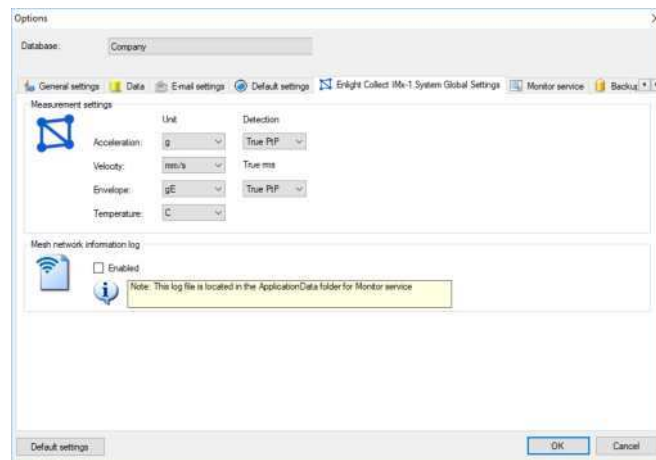 Options
Database: Company
General settings Data E-mail settings Default settings Enlight Collect IMx-1 System Global Settings Monitor service Backup
Measurement settings
Unit Detection
Acceleration: g True PtP
Velocity: mm/s True rms
Envelope: gE True PtP
Temperature: C
Mesh network information log
Enabled
Note: This log file is located in the ApplicationData folder for Monitor service
Default settings OK Cancel